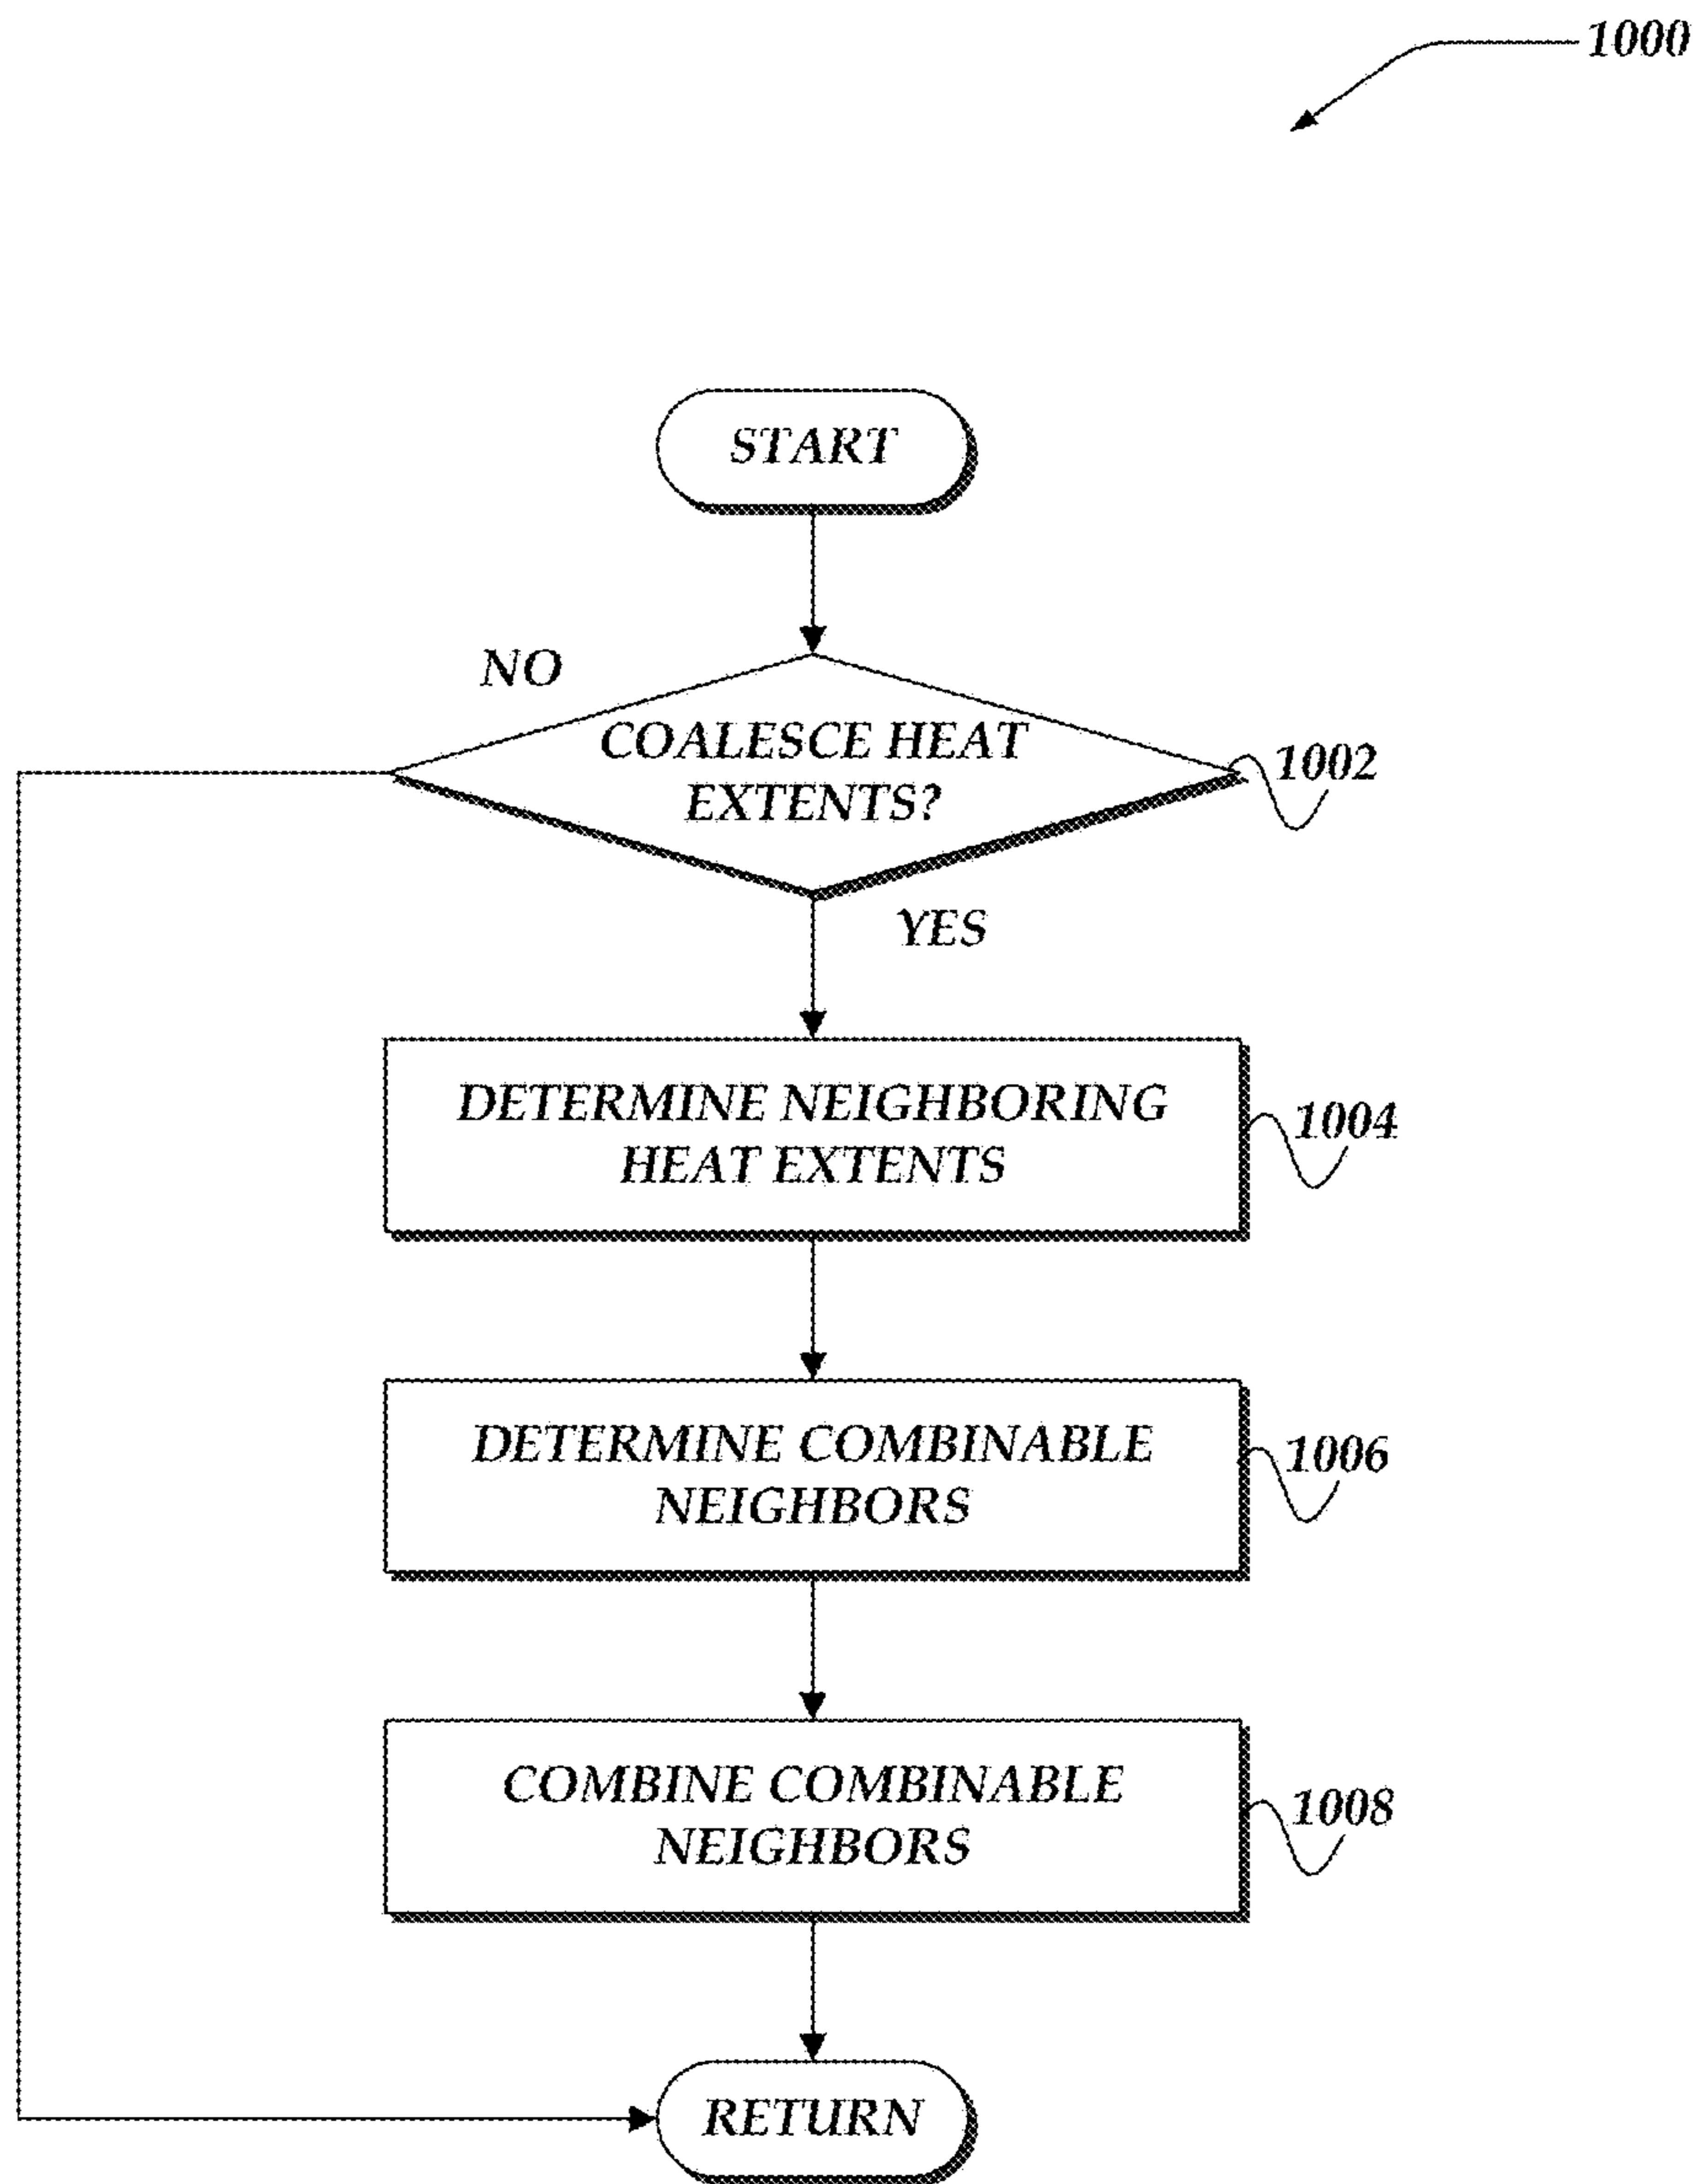 1000
START
NO
COALESCE HEAT
EXTENTS?
1002
YES
DETERMINE NEIGHBORING
HEAT EXTENTS
1004
DETERMINE COMBINABLE
NEIGHBORS
1006
COMBINE COMBINABLE
NEIGHBORS
1008
RETURN